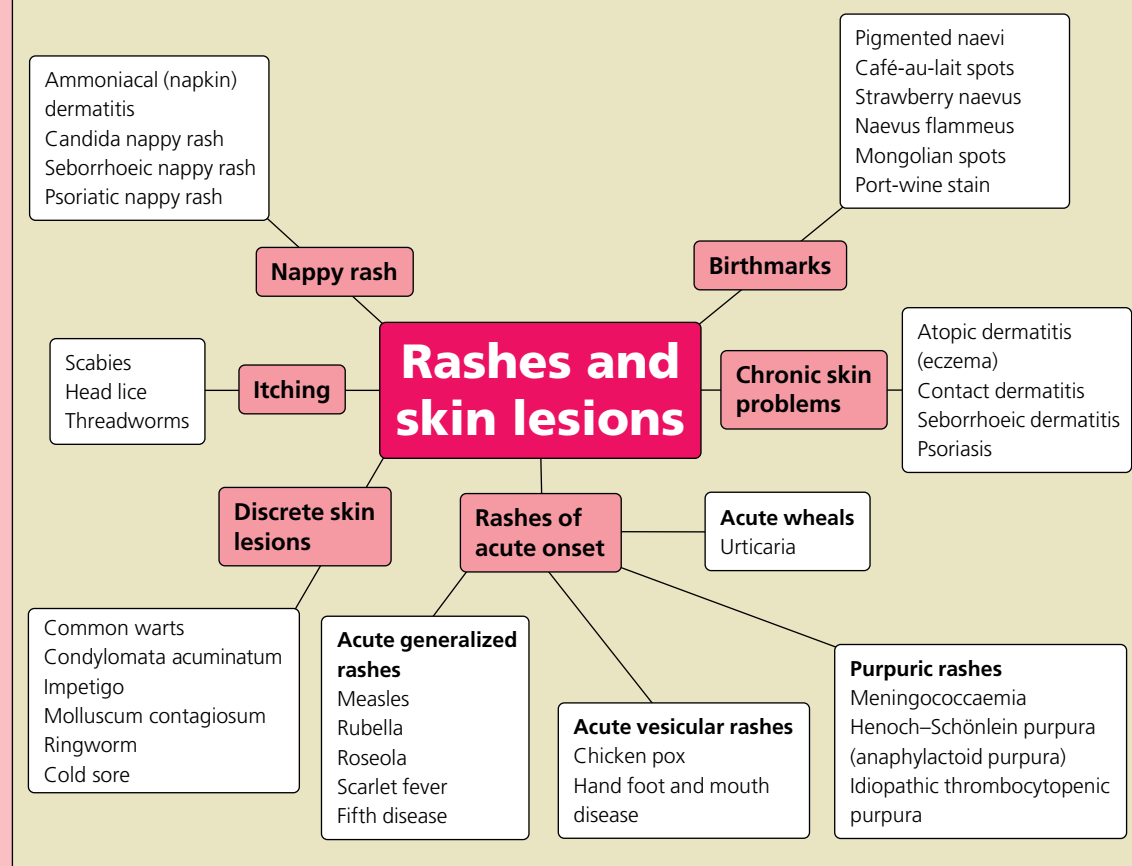 Rashes and
skin lesions
Nappy rash
Ammoniacal (napkin)
dermatitis
Candida nappy rash
Seborrhoeic nappy rash
Psoriatic nappy rash
Birthmarks
Pigmented naevi
Café-au-lait spots
Strawberry naevus
Naevus flammeus
Mongolian spots
Port-wine stain
Itching
Scabies
Head lice
Threadworms
Chronic skin
problems
Atopic dermatitis
(eczema)
Contact dermatitis
Seborrhoeic dermatitis
Psoriasis
Discrete skin
lesions
Common warts
Condylomata acuminatum
Impetigo
Molluscum contagiosum
Ringworm
Cold sore
Rashes of
acute onset
Acute wheals
Urticaria
Acute generalized
rashes
Measles
Rubella
Roseola
Scarlet fever
Fifth disease
Acute vesicular rashes
Chicken pox
Hand foot and mouth
disease
Purpuric rashes
Meningococcaemia
Henoch–Schönlein purpura
(anaphylactoid purpura)
Idiopathic thrombocytopenic
purpura